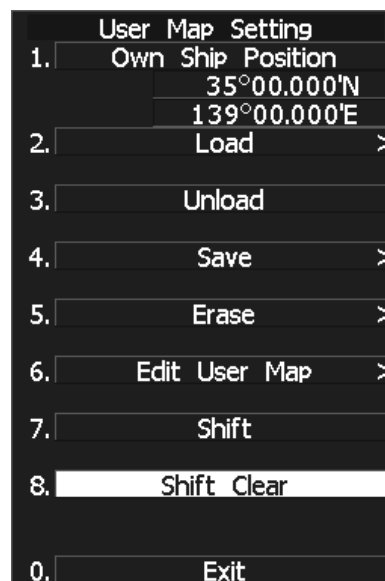 User Map Setting
1. Own Ship Position
35°00.000'N
139°00.000'E
2. Load >
3. Unload
4. Save >
5. Erase >
6. Edit User Map >
7. Shift
8. Shift Clear
0. Exit